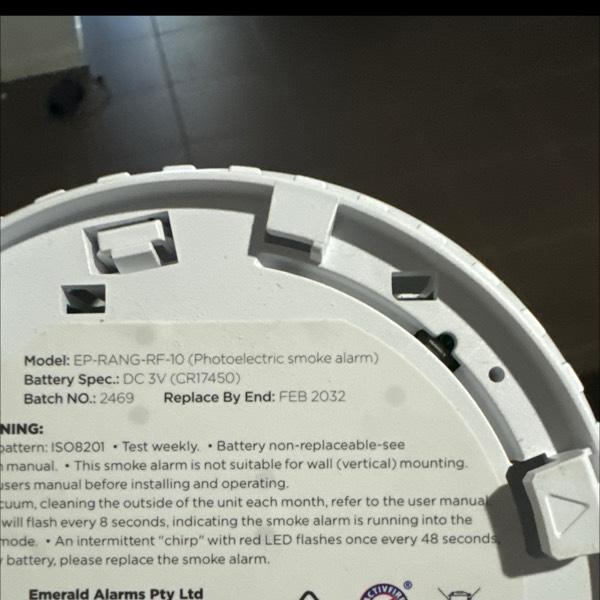 Model: EP-RANG-RF-10 (Photoelectric smoke alarm)
Battery Spec.: DC 3V (CR17450)
Batch NO.: 2469 Replace By End: FEB 2032
NING:
pattern: ISO8201 • Test weekly. • Battery non-replaceable-see
manual. • This smoke alarm is not suitable for wall (vertical) mounting.
users manual before installing and operating.
cuum, cleaning the outside of the unit each month, refer to the user manual
will flash every 8 seconds, indicating the smoke alarm is running into the
mode. • An intermittent "chirp" with red LED flashes once every 48 seconds,
battery, please replace the smoke alarm.
Emerald Alarms Pty Ltd
ACTIVFIRE ®